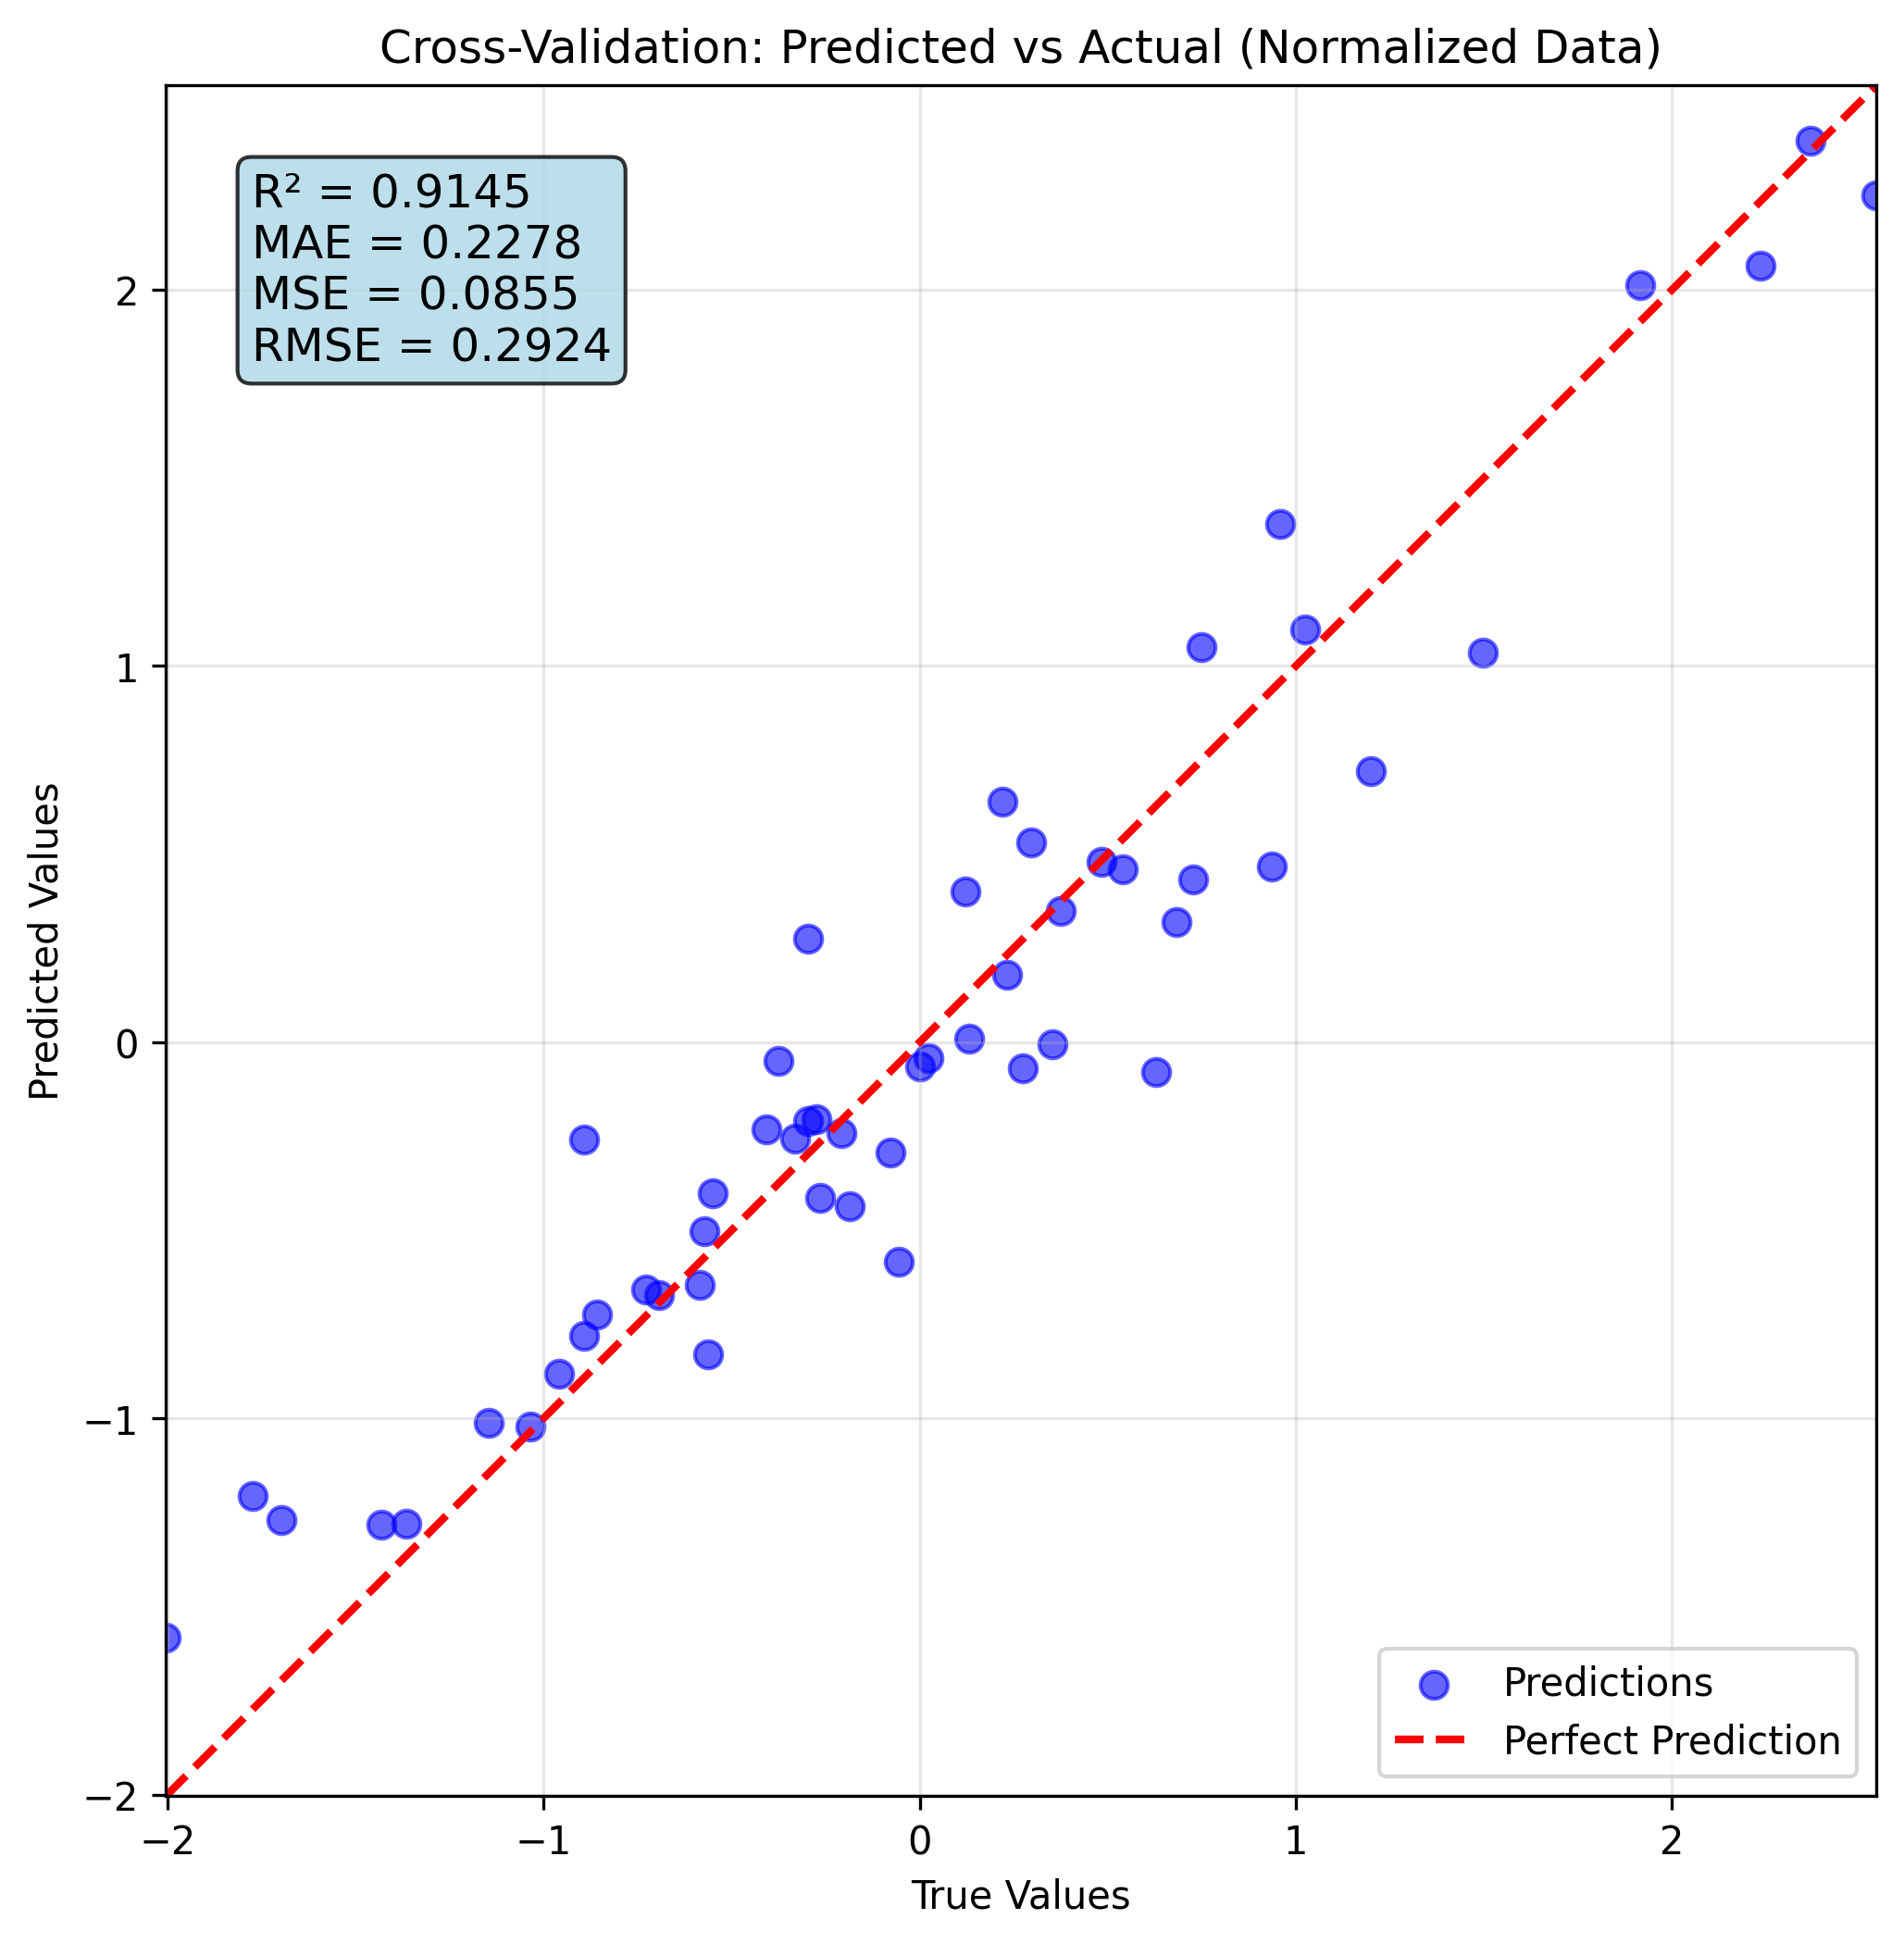 Cross-Validation: Predicted vs Actual (Normalized Data)
R² = 0.9145
MAE = 0.2278
MSE = 0.0855
RMSE = 0.2924
2
1
0
−1
−2
Predicted Values
Predictions
Perfect Prediction
−2
−1
0
1
2
True Values